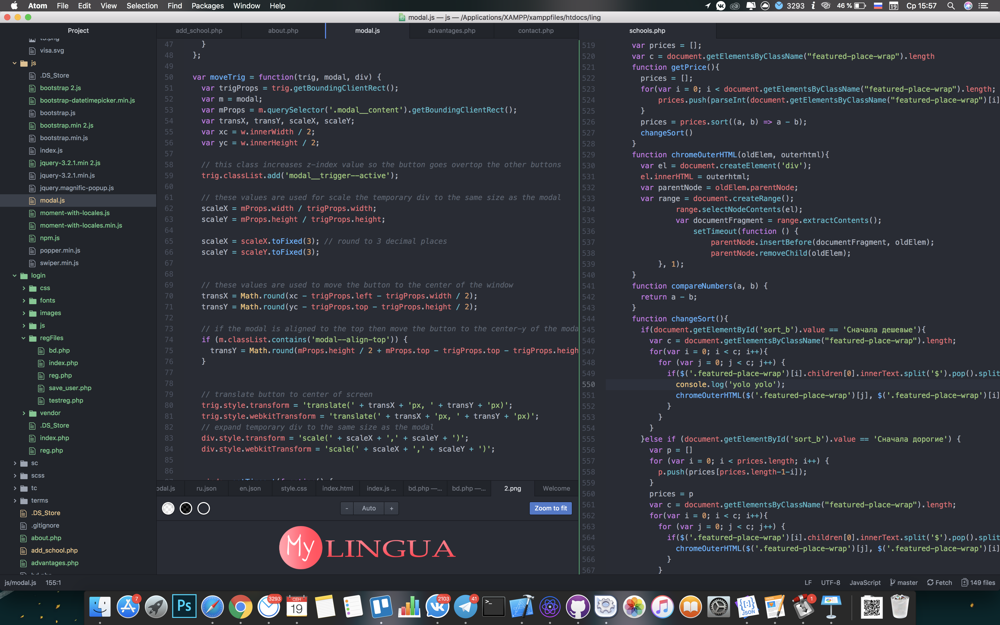 Atom File Edit View Selection Find Packages Window Help
3293 46 % 19 Ср 15:57
modal.js — js — /Applications/XAMPP/xamppfiles/htdocs/ling
Project
visa.svg
js
.DS_Store
bootstrap 2.js
bootstrap-datetimepicker.min.js
bootstrap.js
bootstrap.min 2.js
bootstrap.min.js
index.js
jquery-3.2.1.min 2.js
jquery-3.2.1.min.js
jquery.magnific-popup.js
modal.js
moment-with-locales.js
moment-with-locales.min.js
npm.js
popper.min.js
swiper.min.js
login
css
fonts
images
js
regFiles
bd.php
index.php
reg.php
save_user.php
testreg.php
vendor
.DS_Store
index.php
reg.php
sc
scss
tc
terms
.DS_Store
.gitignore
about.php
add_school.php
advantages.php
add_school.php about.php modal.js advantages.php contact.php
47 }
48 };
49
50 var moveTrig = function(trig, modal, div) {
51 var trigProps = trig.getBoundingClientRect();
52 var m = modal;
53 var mProps = m.querySelector('.modal__content').getBoundingClientRect();
54 var transX, transY, scaleX, scaleY;
55 var xc = w.innerWidth / 2;
56 var yc = w.innerHeight / 2;
57
58 // this class increases z-index value so the button goes overtop the other buttons
59 trig.classList.add('modal__trigger--active');
60
61 // these values are used for scale the temporary div to the same size as the modal
62 scaleX = mProps.width / trigProps.width;
63 scaleY = mProps.height / trigProps.height;
64
65 scaleX = scaleX.toFixed(3); // round to 3 decimal places
66 scaleY = scaleY.toFixed(3);
67
68
69 // these values are used to move the button to the center of the window
70 transX = Math.round(xc - trigProps.left - trigProps.width / 2);
71 transY = Math.round(yc - trigProps.top - trigProps.height / 2);
72
73 // if the modal is aligned to the top then move the button to the center-y of the moda
74 if (m.classList.contains('modal--align-top')) {
75 transY = Math.round(mProps.height / 2 + mProps.top - trigProps.top - trigProps.heigh
76 }
77
78
79 // translate button to center of screen
80 trig.style.transform = 'translate(' + transX + 'px, ' + transY + 'px)';
81 trig.style.webkitTransform = 'translate(' + transX + 'px, ' + transY + 'px)';
82 // expand temporary div to the same size as the modal
83 div.style.transform = 'scale(' + scaleX + ',' + scaleY + ')';
84 div.style.webkitTransform = 'scale(' + scaleX + ',' + scaleY + ')';
85
86
odal.js ru.json en.json style.css index.html index.js ... bd.php —... bd.php —... 2.png Welcome
- Auto + Zoom to fit
My LINGUA
schools.php
519 var prices = [];
520 var c = document.getElementsByClassName("featured-place-wrap").length
521 function getPrice(){
522 prices = [];
523 for(var i = 0; i < document.getElementsByClassName("featured-place-wrap").length;
524 prices.push(parseInt(document.getElementsByClassName("featured-place-wrap")[i]
525 }
526 prices = prices.sort((a, b) => a - b);
527 changeSort()
528 }
529 function chromeOuterHTML(oldElem, outerhtml){
530 var el = document.createElement('div');
531 el.innerHTML = outerhtml;
532 var parentNode = oldElem.parentNode;
533 var range = document.createRange();
534 range.selectNodeContents(el);
535 var documentFragment = range.extractContents();
536 setTimeout(function () {
537 parentNode.insertBefore(documentFragment, oldElem);
538 parentNode.removeChild(oldElem);
539 }, 1);
540 }
541 function compareNumbers(a, b) {
542 return a - b;
543 }
544 function changeSort(){
545 if(document.getElementById('sort_b').value == 'Сначала дешевые'){
546 var c = document.getElementsByClassName("featured-place-wrap").length;
547 for(var i = 0; i < c; i++){
548 for (var j = 0; j < c; j++) {
549 if($('.featured-place-wrap')[i].children[0].innerText.split('$').pop().split
550 console.log('yolo yolo');
551 chromeOuterHTML($('.featured-place-wrap')[j], $('.featured-place-wrap')[i]
552 }
553 }
554 }
555 }else if (document.getElementById('sort_b').value == 'Сначала дорогие') {
556 var p = []
557 for (var i = 0; i < prices.length; i++) {
558 p.push(prices[prices.length-1-i]);
559 }
560 prices = p
561 var c = document.getElementsByClassName("featured-place-wrap").length;
562 for(var i = 0; i < c; i++){
563 for (var j = 0; j < c; j++) {
564 if($('.featured-place-wrap')[i].children[0].innerText.split('$').pop().split
565 chromeOuterHTML($('.featured-place-wrap')[j], $('.featured-place-wrap')[i]
566 }
567 }
js/modal.js 155:1 LF UTF-8 JavaScript master Fetch 149 files
7 Ps 3293 СЕН 19 2103 41 >_ {:} JSON PAGES 1